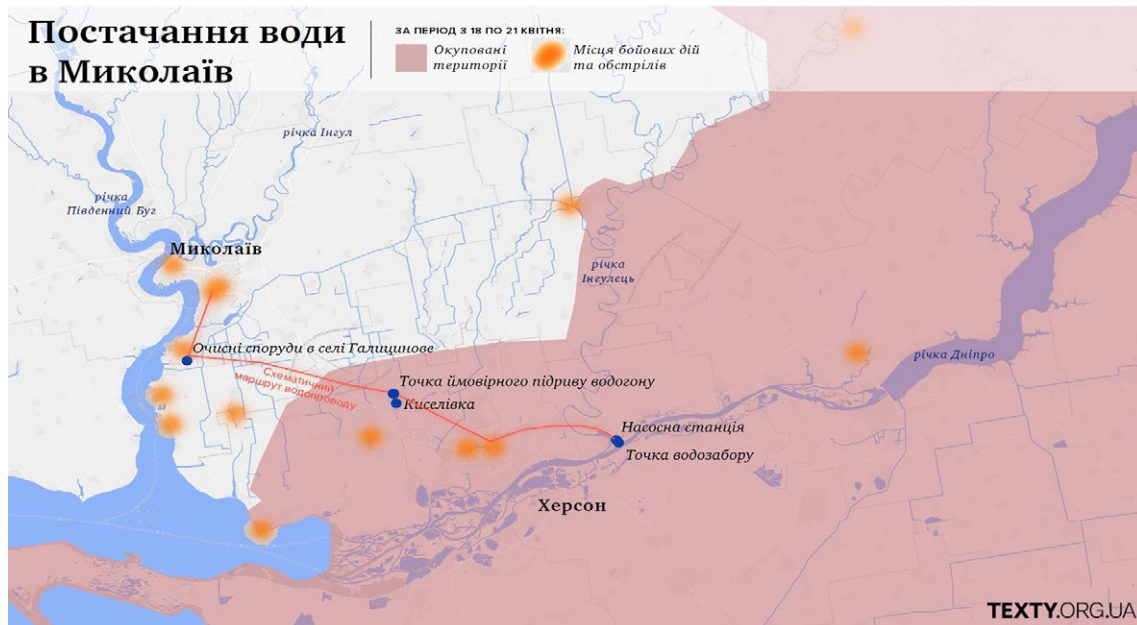 Постачання води
в Миколаїв
ЗА ПЕРІОД З 18 ПО 21 КВІТНЯ:
Окуповані
території
Місця бойових дій
та обстрілів
річка Інгул
річка
Південний Буг
Миколаїв
річка
Інгулець
Очисні споруди в селі Галицинове
річка Дніпро
Схематичний
маршрут водопроводу
Точка ймовірного підриву водогону
Киселівка
Насосна станція
Точка водозабору
Херсон
TEXTY.ORG.UA